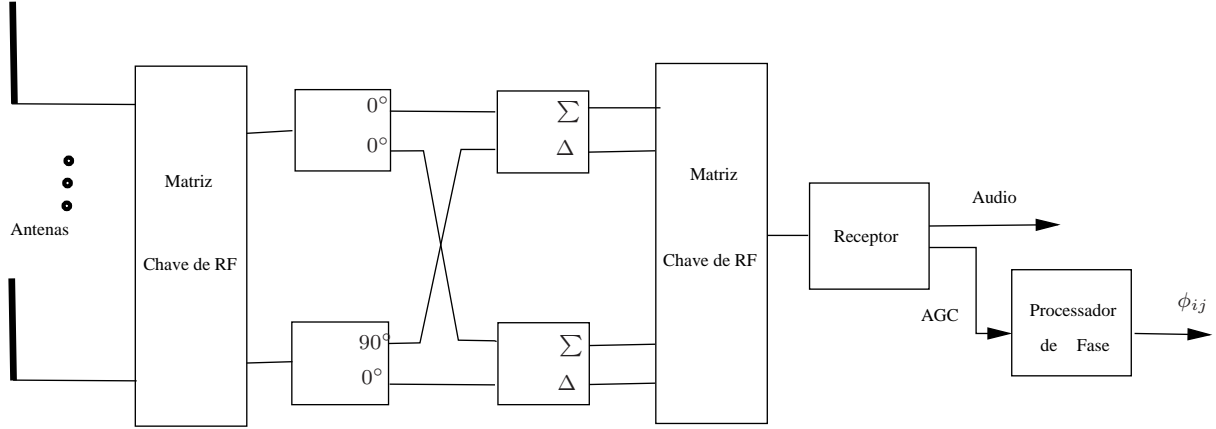 Antenas
Matriz
Chave de RF
0°
0°
90°
0°
∑
Δ
∑
Δ
Matriz
Chave de RF
Receptor
Audio
AGC
Processador
de Fase
ϕij